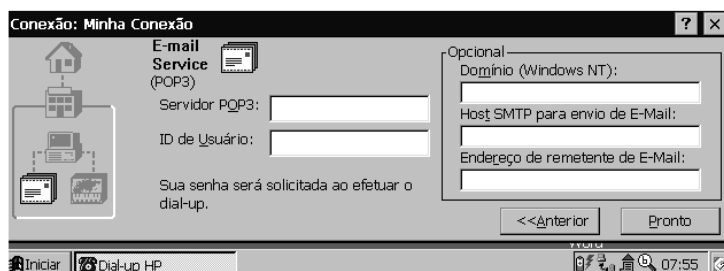 Conexão: Minha Conexão
? ×
E-mail
Service
(POP3)
Servidor POP3:
ID de Usuário:
Sua senha será solicitada ao efetuar o
dial-up.
Opcional
Domínio (Windows NT):
Host SMTP para envio de E-Mail:
Endereço de remetente de E-Mail:
<<Anterior
Pronto
Word
Iniciar
Dial-up HP
07:55